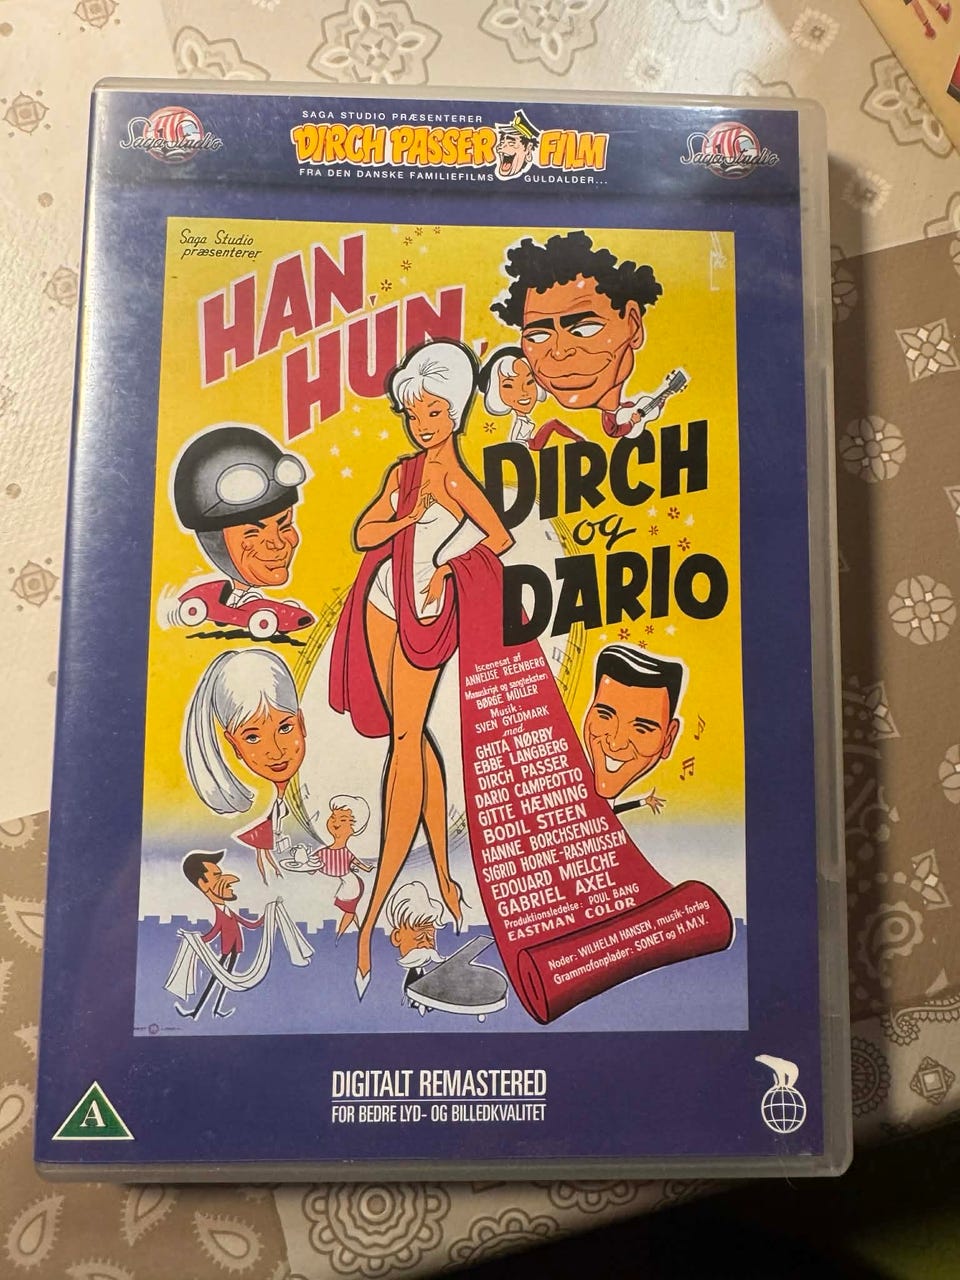 SAGA STUDIO PRÆSENTERER
Saga Studio
DIRCH PASSER FILM
Saga Studio
FRA DEN DANSKE FAMILIEFILMS GULDALDER...
Saga Studio
præsenterer
HAN,
HUN,
DIRCH
og
DARIO
Iscenesat af
ANNELISE REENBERG
Manuskript og sangtekster:
BØRGE MÜLLER
Musik:
SVEN GYLDMARK
med
GHITA NØRBY
EBBE LANGBERG
DIRCH PASSER
DARIO CAMPEOTTO
GITTE HÆNNING
BODIL STEEN
HANNE BORCHSENIUS
SIGRID HORNE-RASMUSSEN
EDOUARD MIELCHE
GABRIEL AXEL
Produktionsledelse: POUL BANG
EASTMAN COLOR
Noder: WILHELM HANSEN, musik-forlag
Grammofonplader: SONET og H.M.V.
DIGITALT REMASTERED
FOR BEDRE LYD- OG BILLEDKVALITET
A